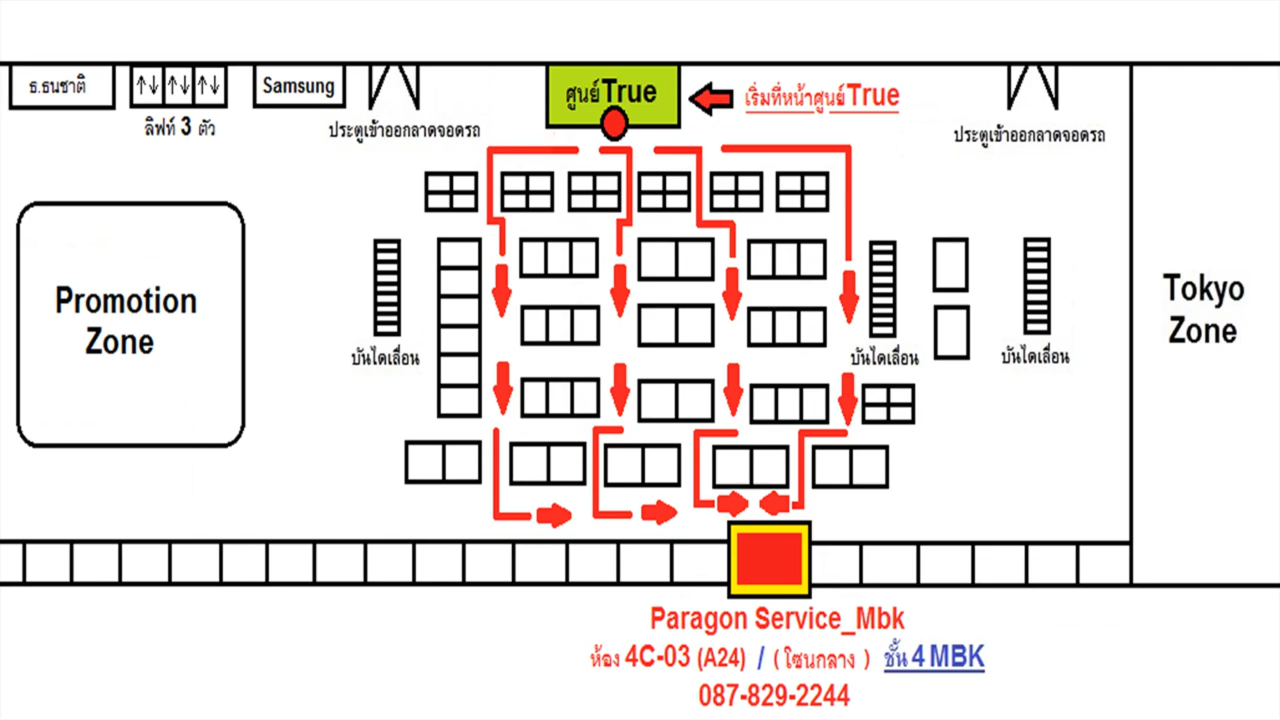 ธ.ธนชาติ
Samsung
ศูนย์ True
เริ่มที่หน้าศูนย์ True
ลิฟท์ 3 ตัว
ประตูเข้าออกลาดจอดรถ
ประตูเข้าออกลาดจอดรถ
Promotion
Zone
Tokyo
Zone
บันไดเลื่อน
บันไดเลื่อน
บันไดเลื่อน
Paragon Service_Mbk
ห้อง 4C-03 (A24) / ( โซนกลาง ) ชั้น 4 MBK
087-829-2244